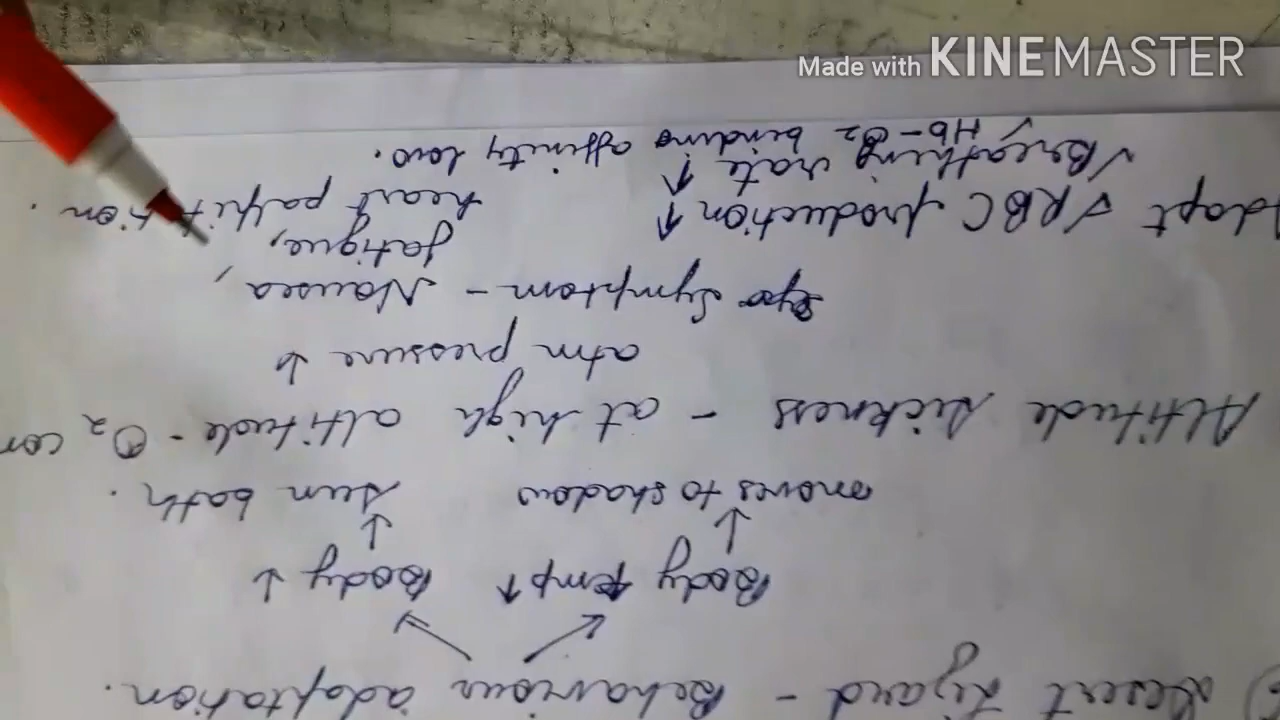 Made with KINEMASTER
Desert Lizard - Behaviour adaptation.
Body temp ↑ Body ↓
↓ ↓
moves to shadow sun bath.
Altitude sickness - at high altitude - O2 con
atm pressure ↓
Symptom - Nausea,
fatigue,
heart palpitation.
Adapt √ RBC production ↑
√ Breathing rate ↑
√ Hb-O2 binding affinity low.